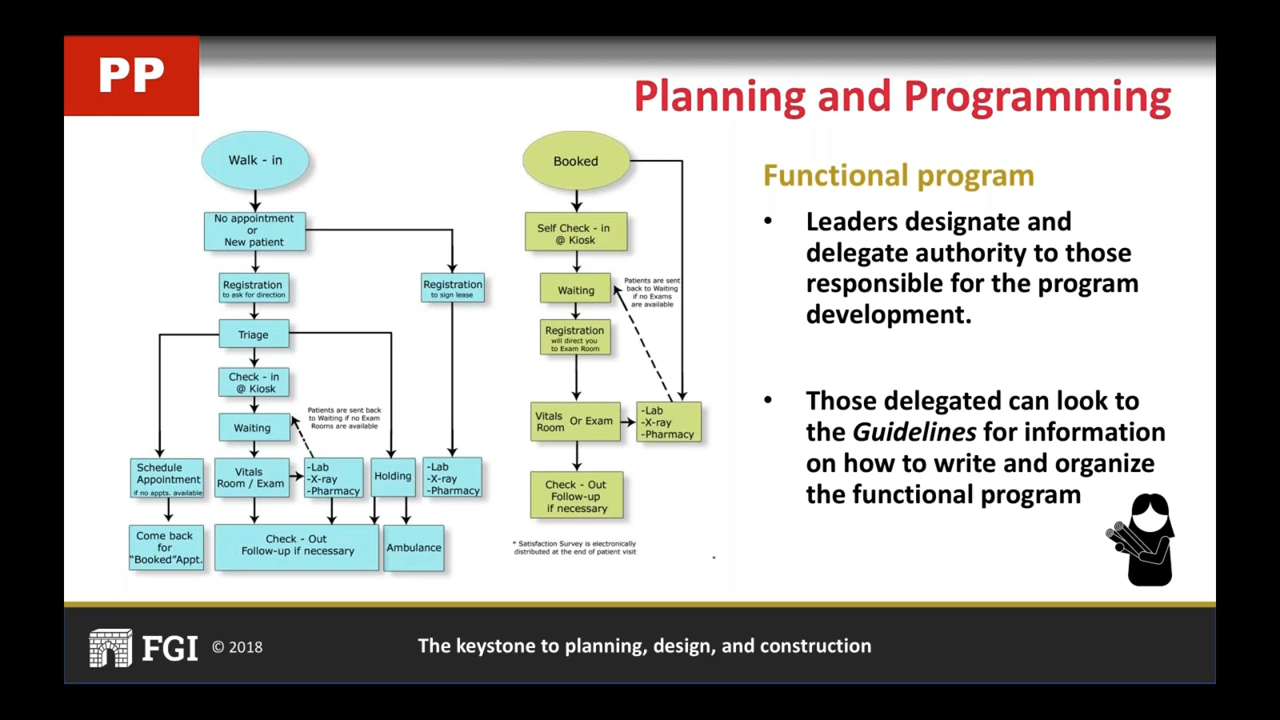 PP
Planning and Programming
Walk - in
No appointment
or
New patient
Registration
to ask for direction
Registration
to sign lease
Triage
Check - in
@ Kiosk
Waiting
Patients are sent back
to Waiting if no Exam
Rooms are available
Schedule
Appointment
if no appts. available
Vitals
Room / Exam
-Lab
-X-ray
-Pharmacy
Holding
-Lab
-X-ray
-Pharmacy
Come back
for
"Booked"Appt.
Check - Out
Follow-up if necessary
Ambulance
Booked
Self Check - in
@ Kiosk
Waiting
Patients are sent
back to Waiting
if no Exams
are available
Registration
will direct you
to Exam Room
Vitals
Room
Or Exam
-Lab
-X-ray
-Pharmacy
Check - Out
Follow-up
if necessary
* Satisfaction Survey is electronically
distributed at the end of patient visit
Functional program
• Leaders designate and
delegate authority to those
responsible for the program
development.
• Those delegated can look to
the Guidelines for information
on how to write and organize
the functional program
FGI © 2018
The keystone to planning, design, and construction